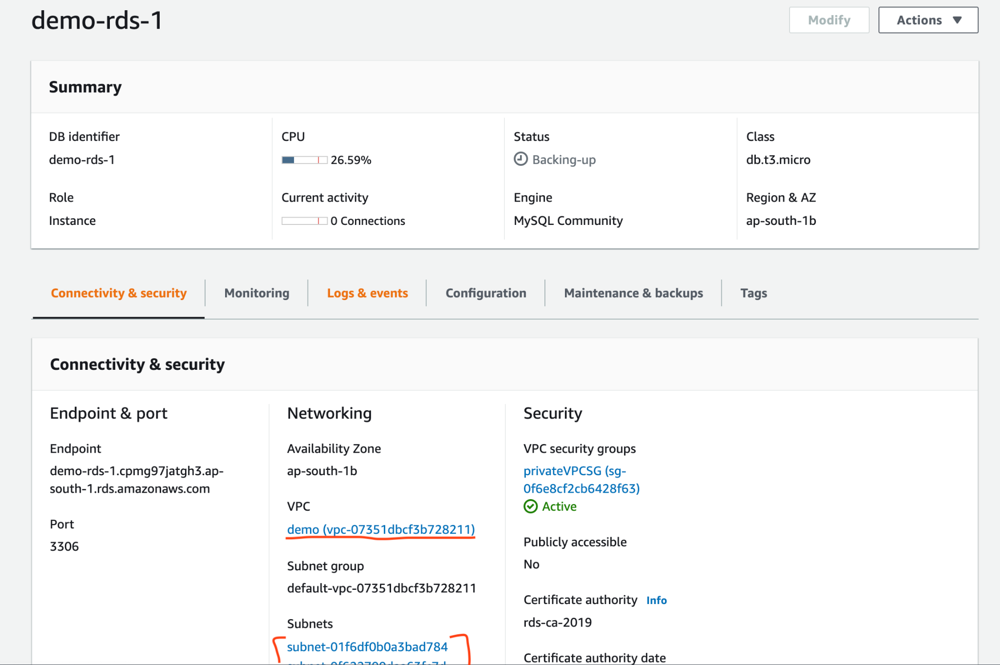 demo-rds-1
Modify
Actions
Summary
DB identifier
demo-rds-1
CPU
26.59%
Status
Backing-up
Class
db.t3.micro
Role
Instance
Current activity
0 Connections
Engine
MySQL Community
Region & AZ
ap-south-1b
Connectivity & security
Monitoring
Logs & events
Configuration
Maintenance & backups
Tags
Connectivity & security
Endpoint & port
Endpoint
demo-rds-1.cpmg97jatgh3.ap-
south-1.rds.amazonaws.com
Port
3306
Networking
Availability Zone
ap-south-1b
VPC
demo (vpc-07351dbcf3b728211)
Subnet group
default-vpc-07351dbcf3b728211
Subnets
subnet-01f6df0b0a3bad784
Security
VPC security groups
privateVPCSG (sg-
0f6e8cf2cb6428f63)
Active
Publicly accessible
No
Certificate authority Info
rds-ca-2019
Certificate authority date